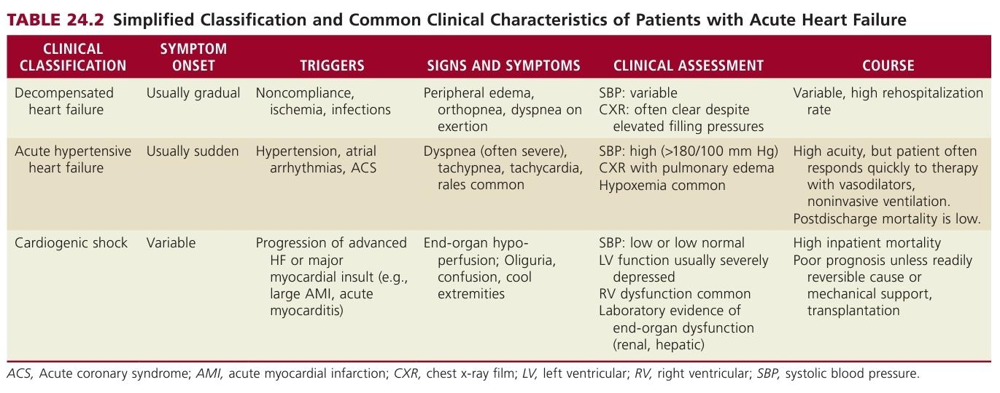 TABLE 24.2 Simplified Classification and Common Clinical Characteristics of Patients with Acute Heart Failure
CLINICAL
CLASSIFICATION
SYMPTOM
ONSET
TRIGGERS
SIGNS AND SYMPTOMS
CLINICAL ASSESSMENT
COURSE
Decompensated
heart failure
Usually gradual
Noncompliance,
ischemia, infections
Peripheral edema,
orthopnea, dyspnea on
exertion
SBP: variable
CXR: often clear despite
elevated filling pressures
Variable, high rehospitalization
rate
Acute hypertensive
heart failure
Usually sudden
Hypertension, atrial
arrhythmias, ACS
Dyspnea (often severe),
tachypnea, tachycardia,
rales common
SBP: high (>180/100 mm Hg)
CXR with pulmonary edema
Hypoxemia common
High acuity, but patient often
responds quickly to therapy
with vasodilators,
noninvasive ventilation.
Postdischarge mortality is low.
Cardiogenic shock
Variable
Progression of advanced
HF or major
myocardial insult (e.g.,
large AMI, acute
myocarditis)
End-organ hypo-
perfusion; Oliguria,
confusion, cool
extremities
SBP: low or low normal
LV function usually severely
depressed
RV dysfunction common
Laboratory evidence of
end-organ dysfunction
(renal, hepatic)
High inpatient mortality
Poor prognosis unless readily
reversible cause or
mechanical support,
transplantation
ACS, Acute coronary syndrome; AMI, acute myocardial infarction; CXR, chest x-ray film; LV, left ventricular; RV, right ventricular; SBP, systolic blood pressure.